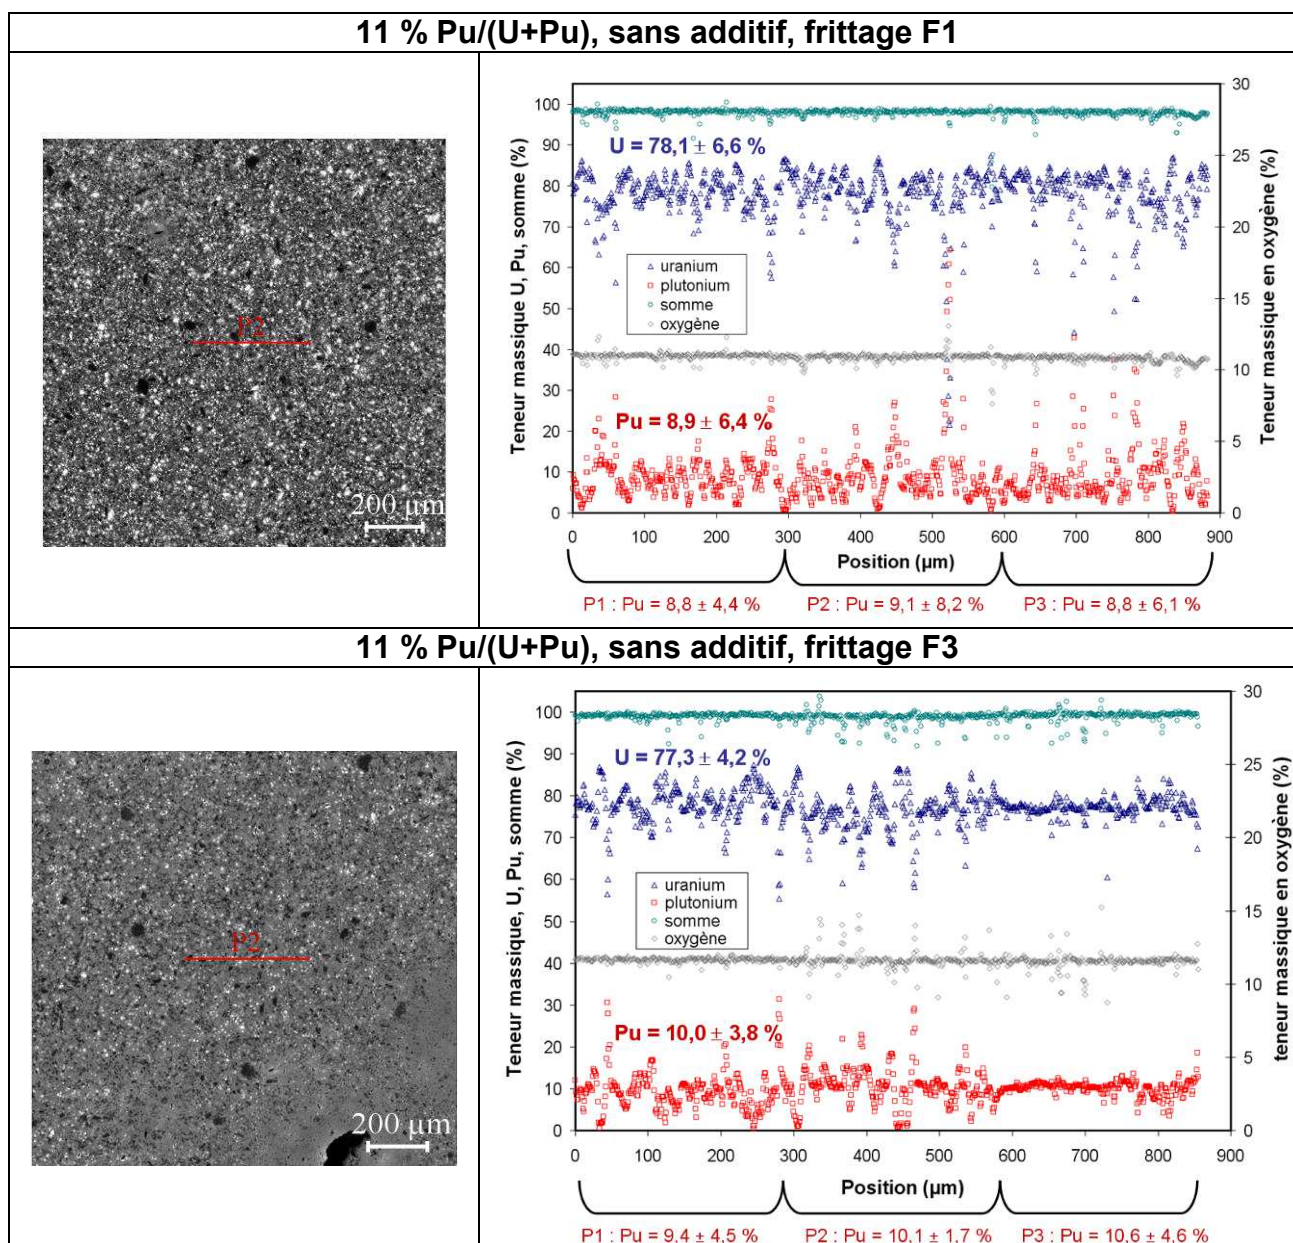 11 % Pu/(U+Pu), sans additif, frittage F1
P2
200 µm
Teneur massique U, Pu, somme (%)
100
90
80
70
60
50
40
30
20
10
0
U = 78,1 ± 6,6 %
uranium
plutonium
somme
oxygène
Pu = 8,9 ± 6,4 %
30
25
20
15
10
5
0
Teneur massique en oxygène (%)
0 100 200 300 400 500 600 700 800 900
Position (µm)
P1 : Pu = 8,8 ± 4,4 % P2 : Pu = 9,1 ± 8,2 % P3 : Pu = 8,8 ± 6,1 %
11 % Pu/(U+Pu), sans additif, frittage F3
P2
200 µm
Teneur massique, U, Pu, somme (%)
100
90
80
70
60
50
40
30
20
10
0
U = 77,3 ± 4,2 %
uranium
plutonium
somme
oxygène
Pu = 10,0 ± 3,8 %
30
25
20
15
10
5
0
teneur massique en oxygène (%)
0 100 200 300 400 500 600 700 800 900
Position (µm)
P1 : Pu = 9,4 ± 4,5 % P2 : Pu = 10,1 ± 1,7 % P3 : Pu = 10,6 ± 4,6 %